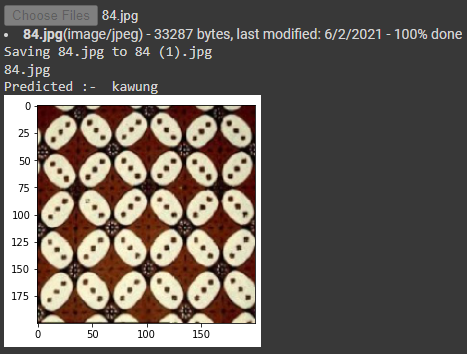 Choose Files 84.jpg
• 84.jpg(image/jpeg) - 33287 bytes, last modified: 6/2/2021 - 100% done
Saving 84.jpg to 84 (1).jpg
84.jpg
Predicted :-  kawung
0
25
50
75
100
125
150
175
0 50 100 150